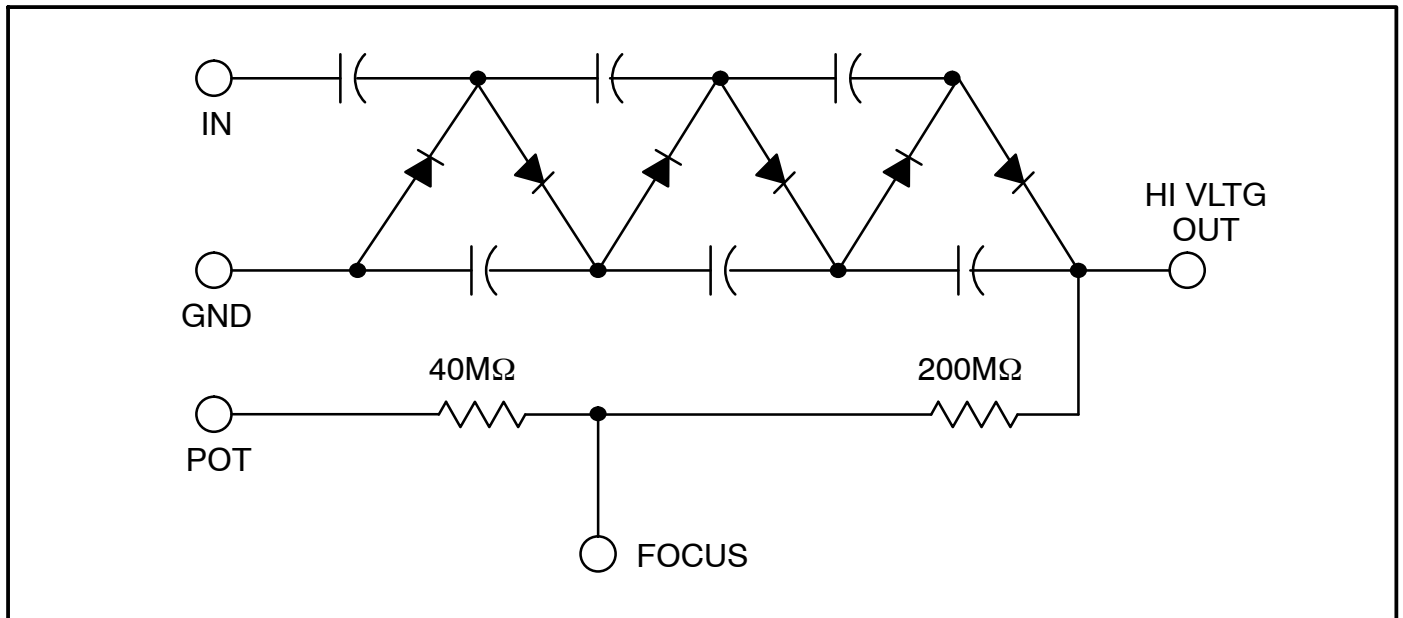 IN
HI VLTG
OUT
GND
40MΩ
200MΩ
POT
FOCUS